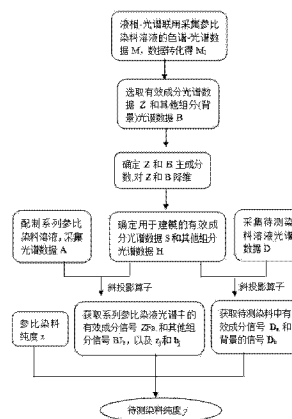 液相-光谱联用采集参比
染料溶液的色谱-光谱数
据 M，数据转化得 M₁
选取有效成分光谱数
据 Z 和其他组分(背
景)光谱数据 B
确定 Z 和 B 主成分
数,对 Z 和 B 降维
配制系列参比
染料溶液,采集
光谱数据 A
确定用于建模的有效成
分光谱数据 S 和其他组分
光谱数据 H
采集待测染
料溶液光谱
数据 D
斜投影算子
斜投影算子
参比染料
纯度 z
获取系列参比染液光谱中的
有效成分信号 ZFₐ 和其他组
分信号 BJₐ，以及 zⱼ和 bⱼ
获取待测染料中有
效成分信号 Dₐ 和
背景的信号 Dᵦ
待测染料纯度 j